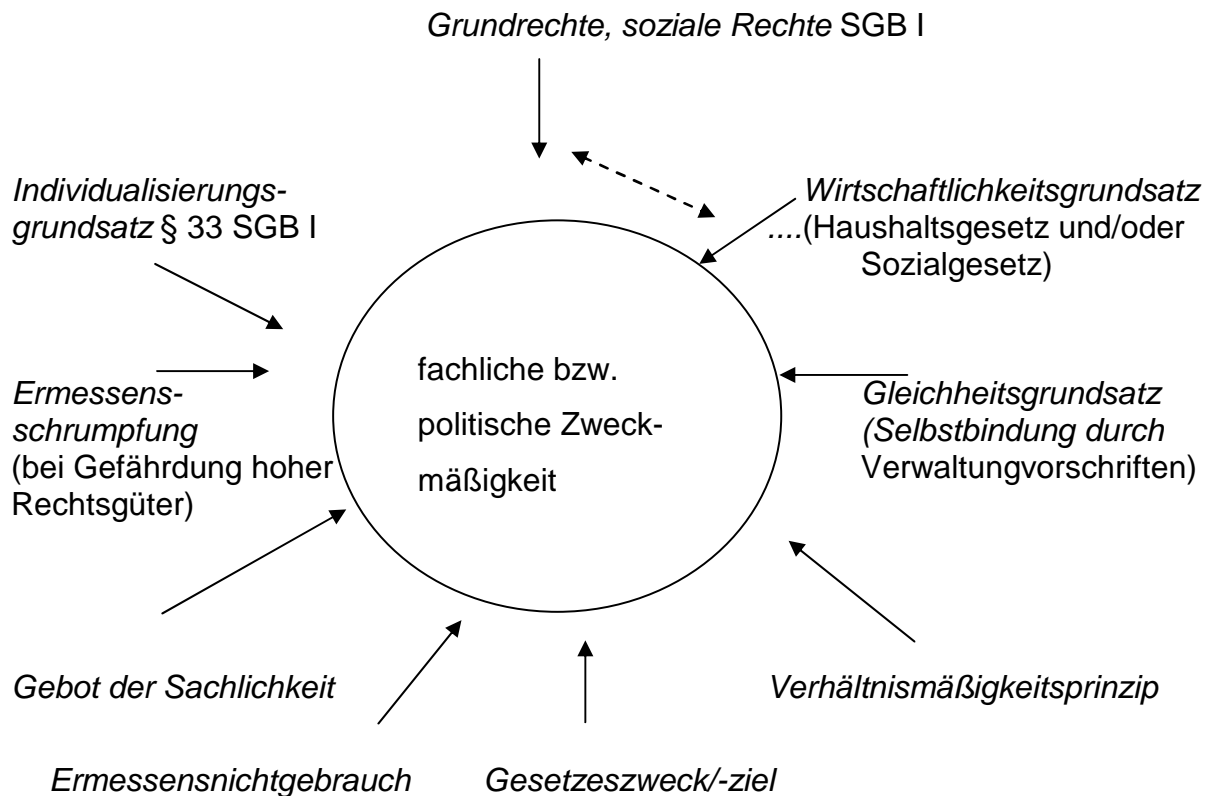 Grundrechte, soziale Rechte SGB I
Individualisierungs-
grundsatz § 33 SGB I
Wirtschaftlichkeitsgrundsatz
....(Haushaltsgesetz und/oder
Sozialgesetz)
fachliche bzw.
politische Zweck-
mäßigkeit
Ermessens-
schrumpfung
(bei Gefährdung hoher
Rechtsgüter)
Gleichheitsgrundsatz
(Selbstbindung durch
Verwaltungvorschriften)
Gebot der Sachlichkeit
Verhältnismäßigkeitsprinzip
Ermessensnichtgebrauch
Gesetzeszweck/-ziel